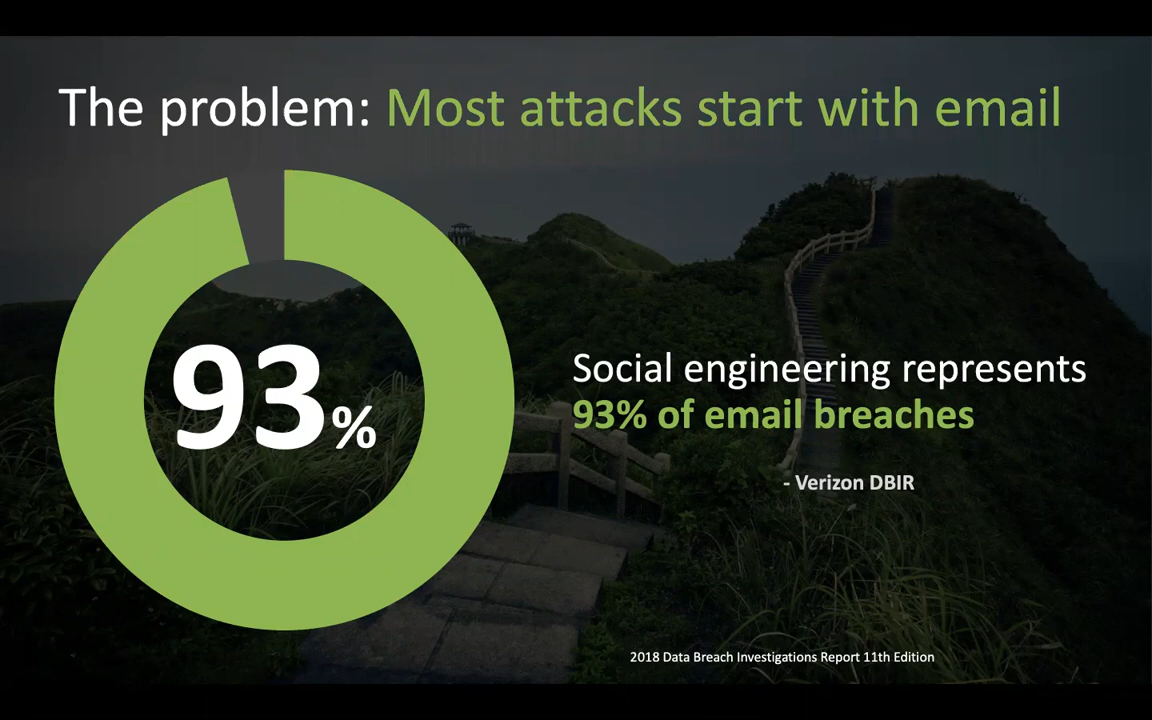 The problem: Most attacks start with email
93%
Social engineering represents
93% of email breaches
- Verizon DBIR
2018 Data Breach Investigations Report 11th Edition